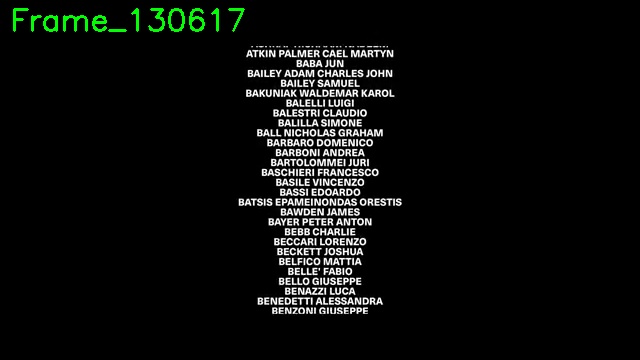 Frame_130617
ATKIN PALMER CAEL MARTYN
BABA JUN
BAILEY ADAM CHARLES JOHN
BAILEY SAMUEL
BAKUNIAK WALDEMAR KAROL
BALELLI LUIGI
BALESTRI CLAUDIO
BALILLA SIMONE
BALL NICHOLAS GRAHAM
BARBARO DOMENICO
BARBONI ANDREA
BARTOLOMMEI JURI
BASCHIERI FRANCESCO
BASILE VINCENZO
BASSI EDOARDO
BATSIS EPAMEINONDAS ORESTIS
BAWDEN JAMES
BAYER PETER ANTON
BEBB CHARLIE
BECCARI LORENZO
BECKETT JOSHUA
BELFICO MATTIA
BELLE' FABIO
BELLO GIUSEPPE
BENAZZI LUCA
BENEDETTI ALESSANDRA
BENZONI GIUSEPPE